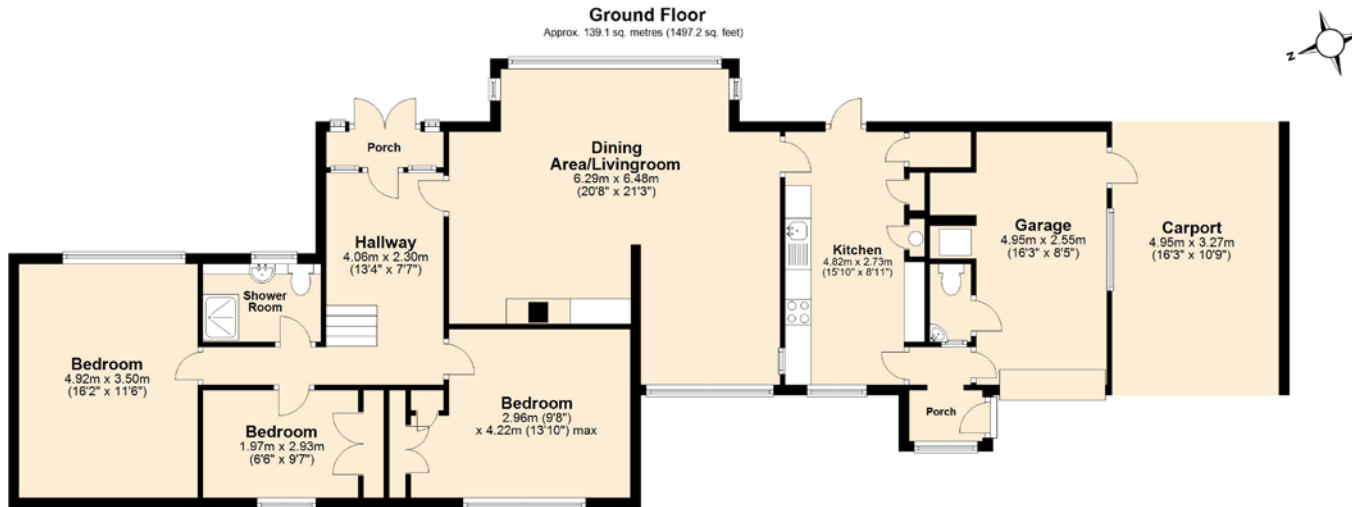 Ground Floor
Approx. 139.1 sq. metres (1497.2 sq. feet)
Z
Porch
Dining
Area/Livingroom
6.29m x 6.48m
(20'8" x 21'3")
Hallway
4.06m x 2.30m
(13'4" x 7'7")
Kitchen
4.82m x 2.73m
(15'10" x 8'11")
Garage
4.95m x 2.55m
(16'3" x 8'5")
Carport
4.95m x 3.27m
(16'3" x 10'9")
Shower
Room
Bedroom
4.92m x 3.50m
(16'2" x 11'6")
Bedroom
1.97m x 2.93m
(6'6" x 9'7")
Bedroom
2.96m (9'8")
x 4.22m (13'10") max
Porch